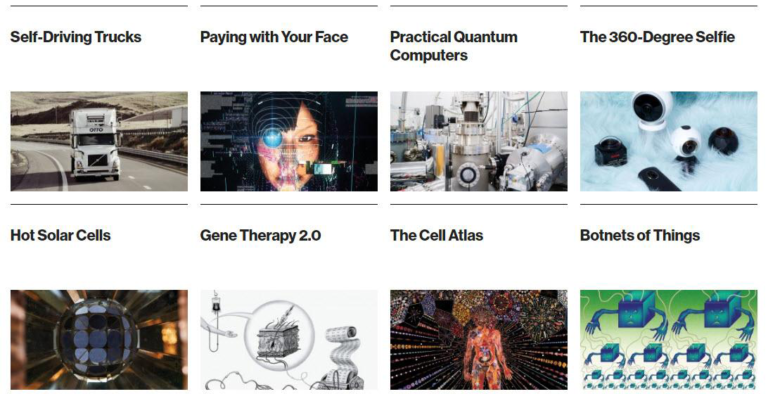 Self-Driving Trucks
Paying with Your Face
Practical Quantum
Computers
The 360-Degree Selfie
OTTO
Hot Solar Cells
Gene Therapy 2.0
The Cell Atlas
Botnets of Things